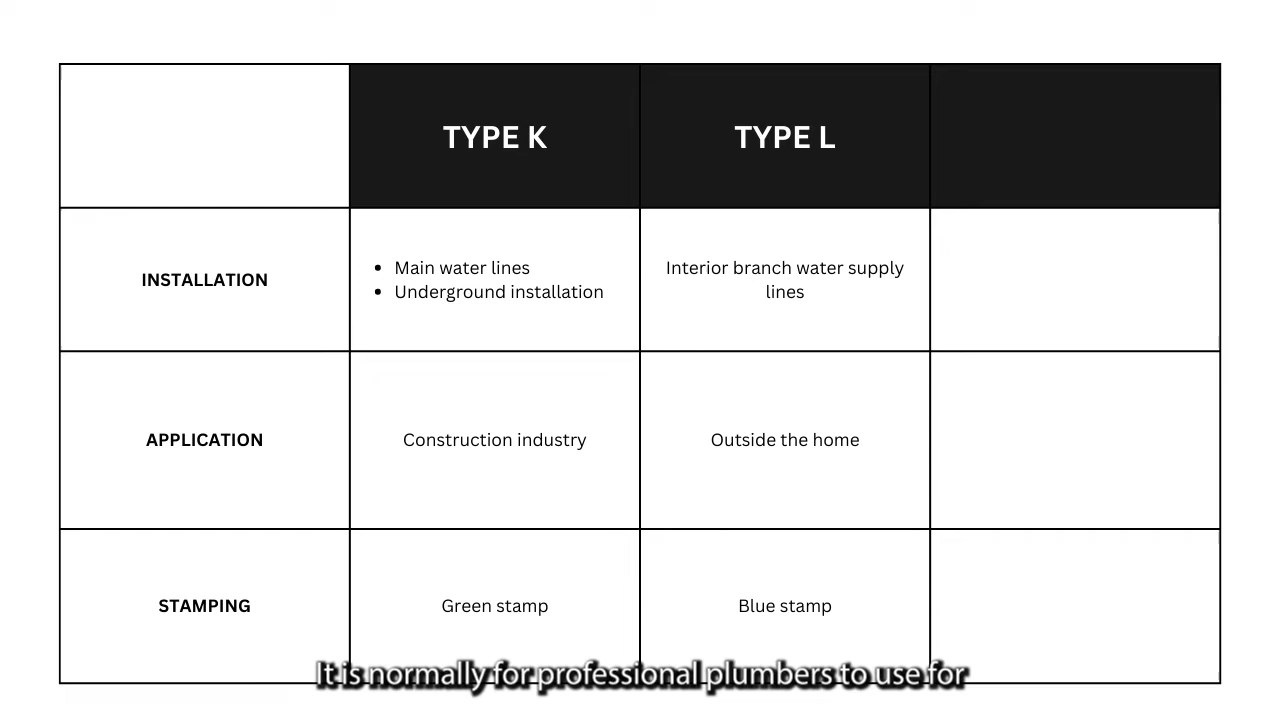 TYPE K
TYPE L
INSTALLATION
• Main water lines
• Underground installation
Interior branch water supply
lines
APPLICATION
Construction industry
Outside the home
STAMPING
Green stamp
Blue stamp
It is normally for professional plumbers to use for